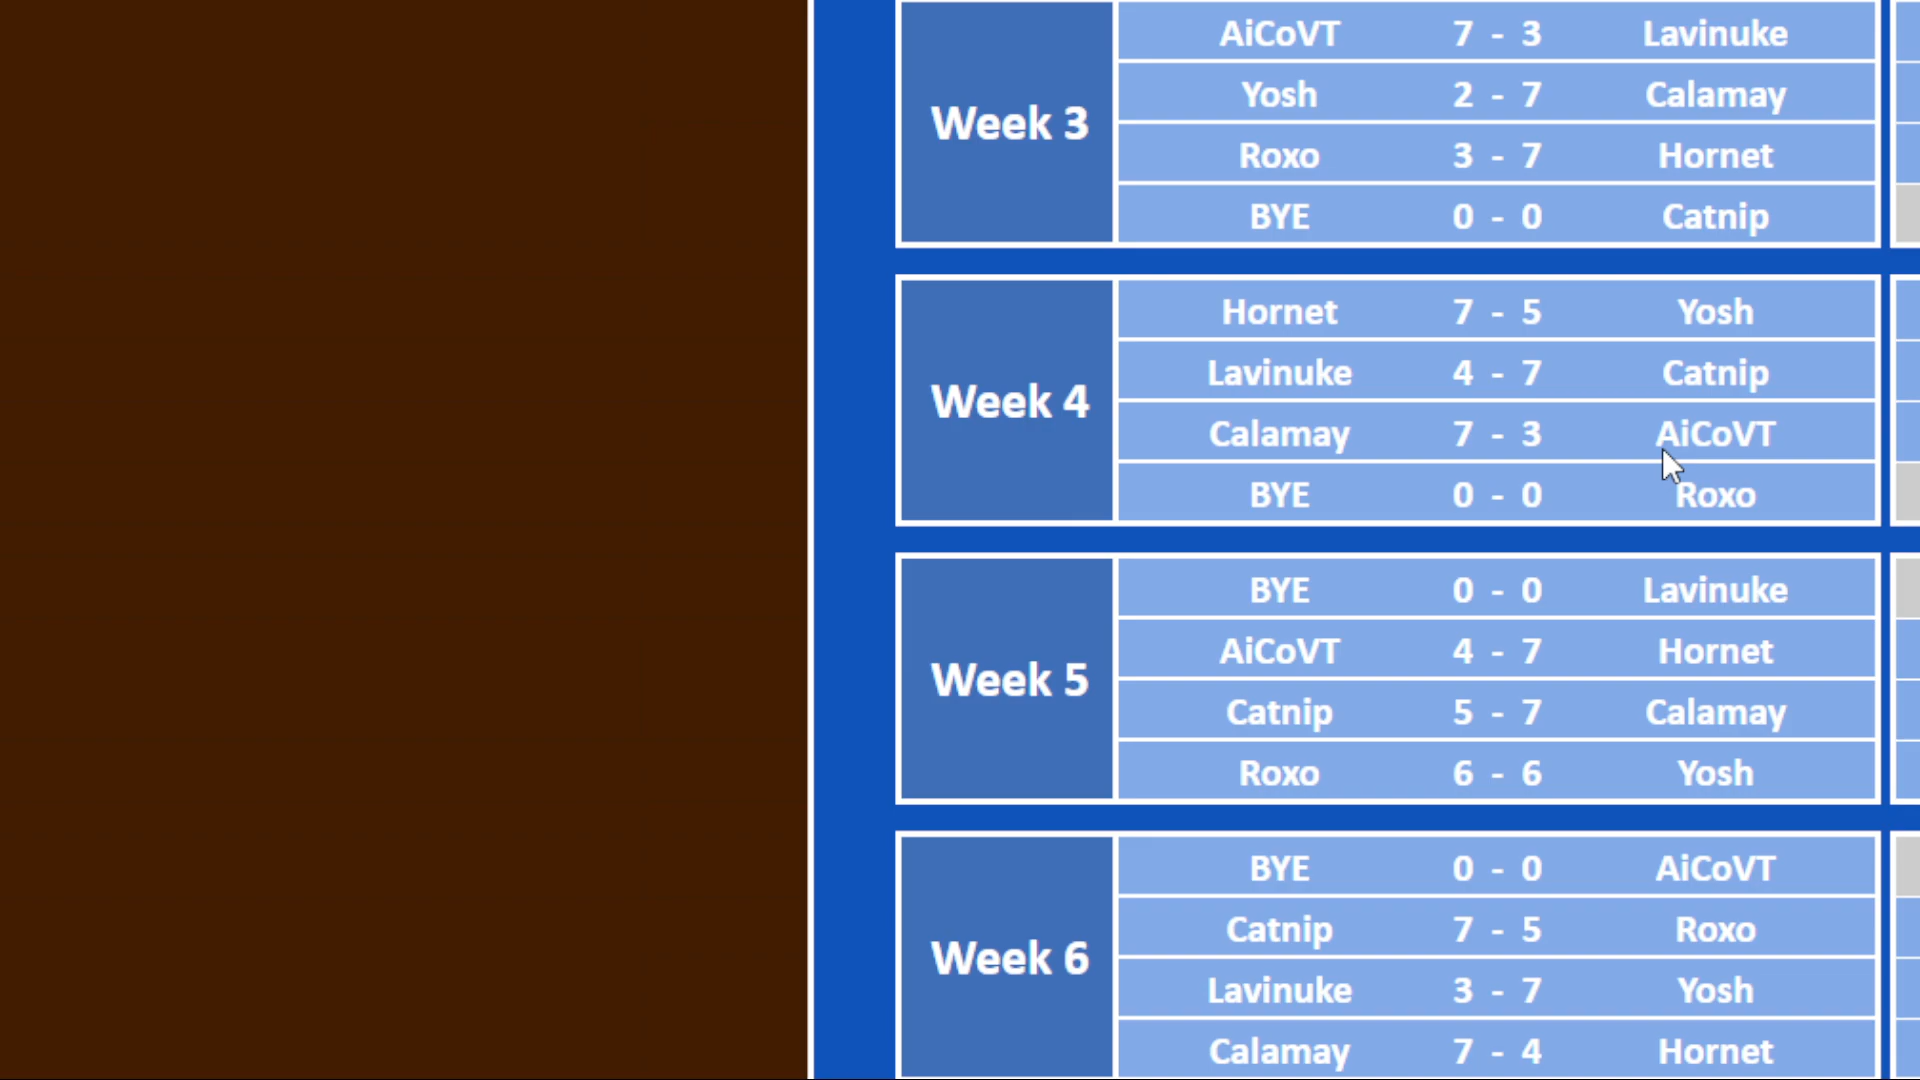 Week 3
AiCoVT 7 - 3 Lavinuke
Yosh 2 - 7 Calamay
Roxo 3 - 7 Hornet
BYE 0 - 0 Catnip
Week 4
Hornet 7 - 5 Yosh
Lavinuke 4 - 7 Catnip
Calamay 7 - 3 AiCoVT
BYE 0 - 0 Roxo
Week 5
BYE 0 - 0 Lavinuke
AiCoVT 4 - 7 Hornet
Catnip 5 - 7 Calamay
Roxo 6 - 6 Yosh
Week 6
BYE 0 - 0 AiCoVT
Catnip 7 - 5 Roxo
Lavinuke 3 - 7 Yosh
Calamay 7 - 4 Hornet